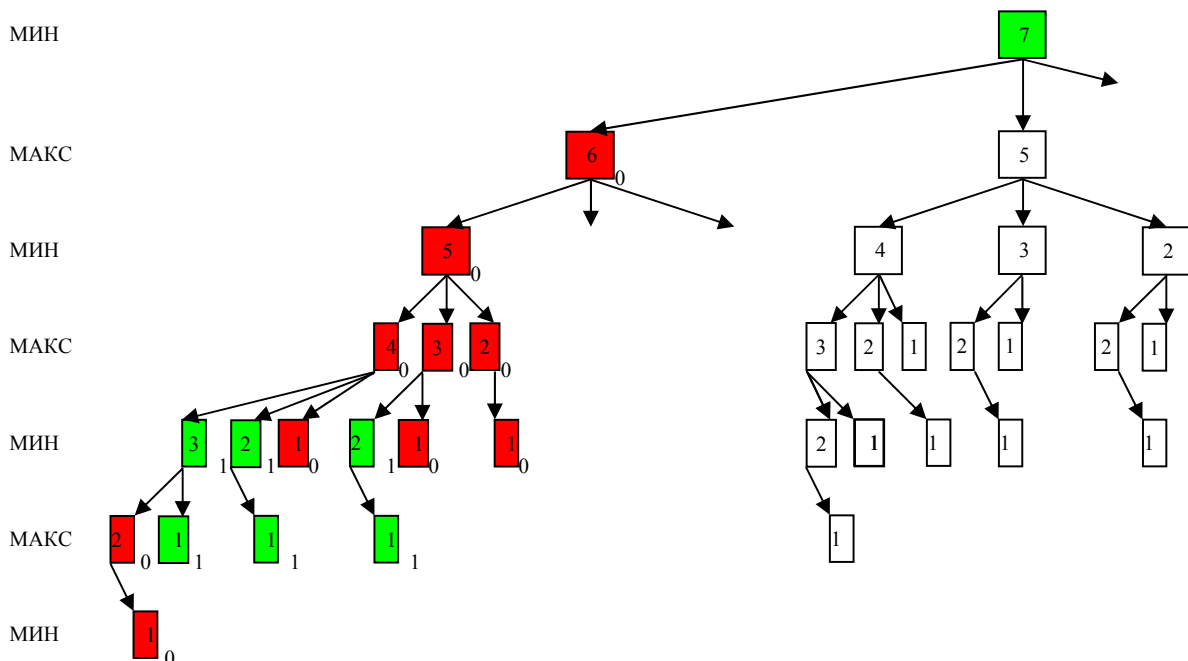 МИН 7
МАКС 6 0 5
МИН 5 0 4 3 2
МАКС 4 0 3 0 2 0 3 2 1 2 1 2 1
МИН 3 1 2 1 1 0 2 1 1 0 1 0 2 1 1 1 1
МАКС 2 0 1 1 1 1 1 1 1
МИН 1 0